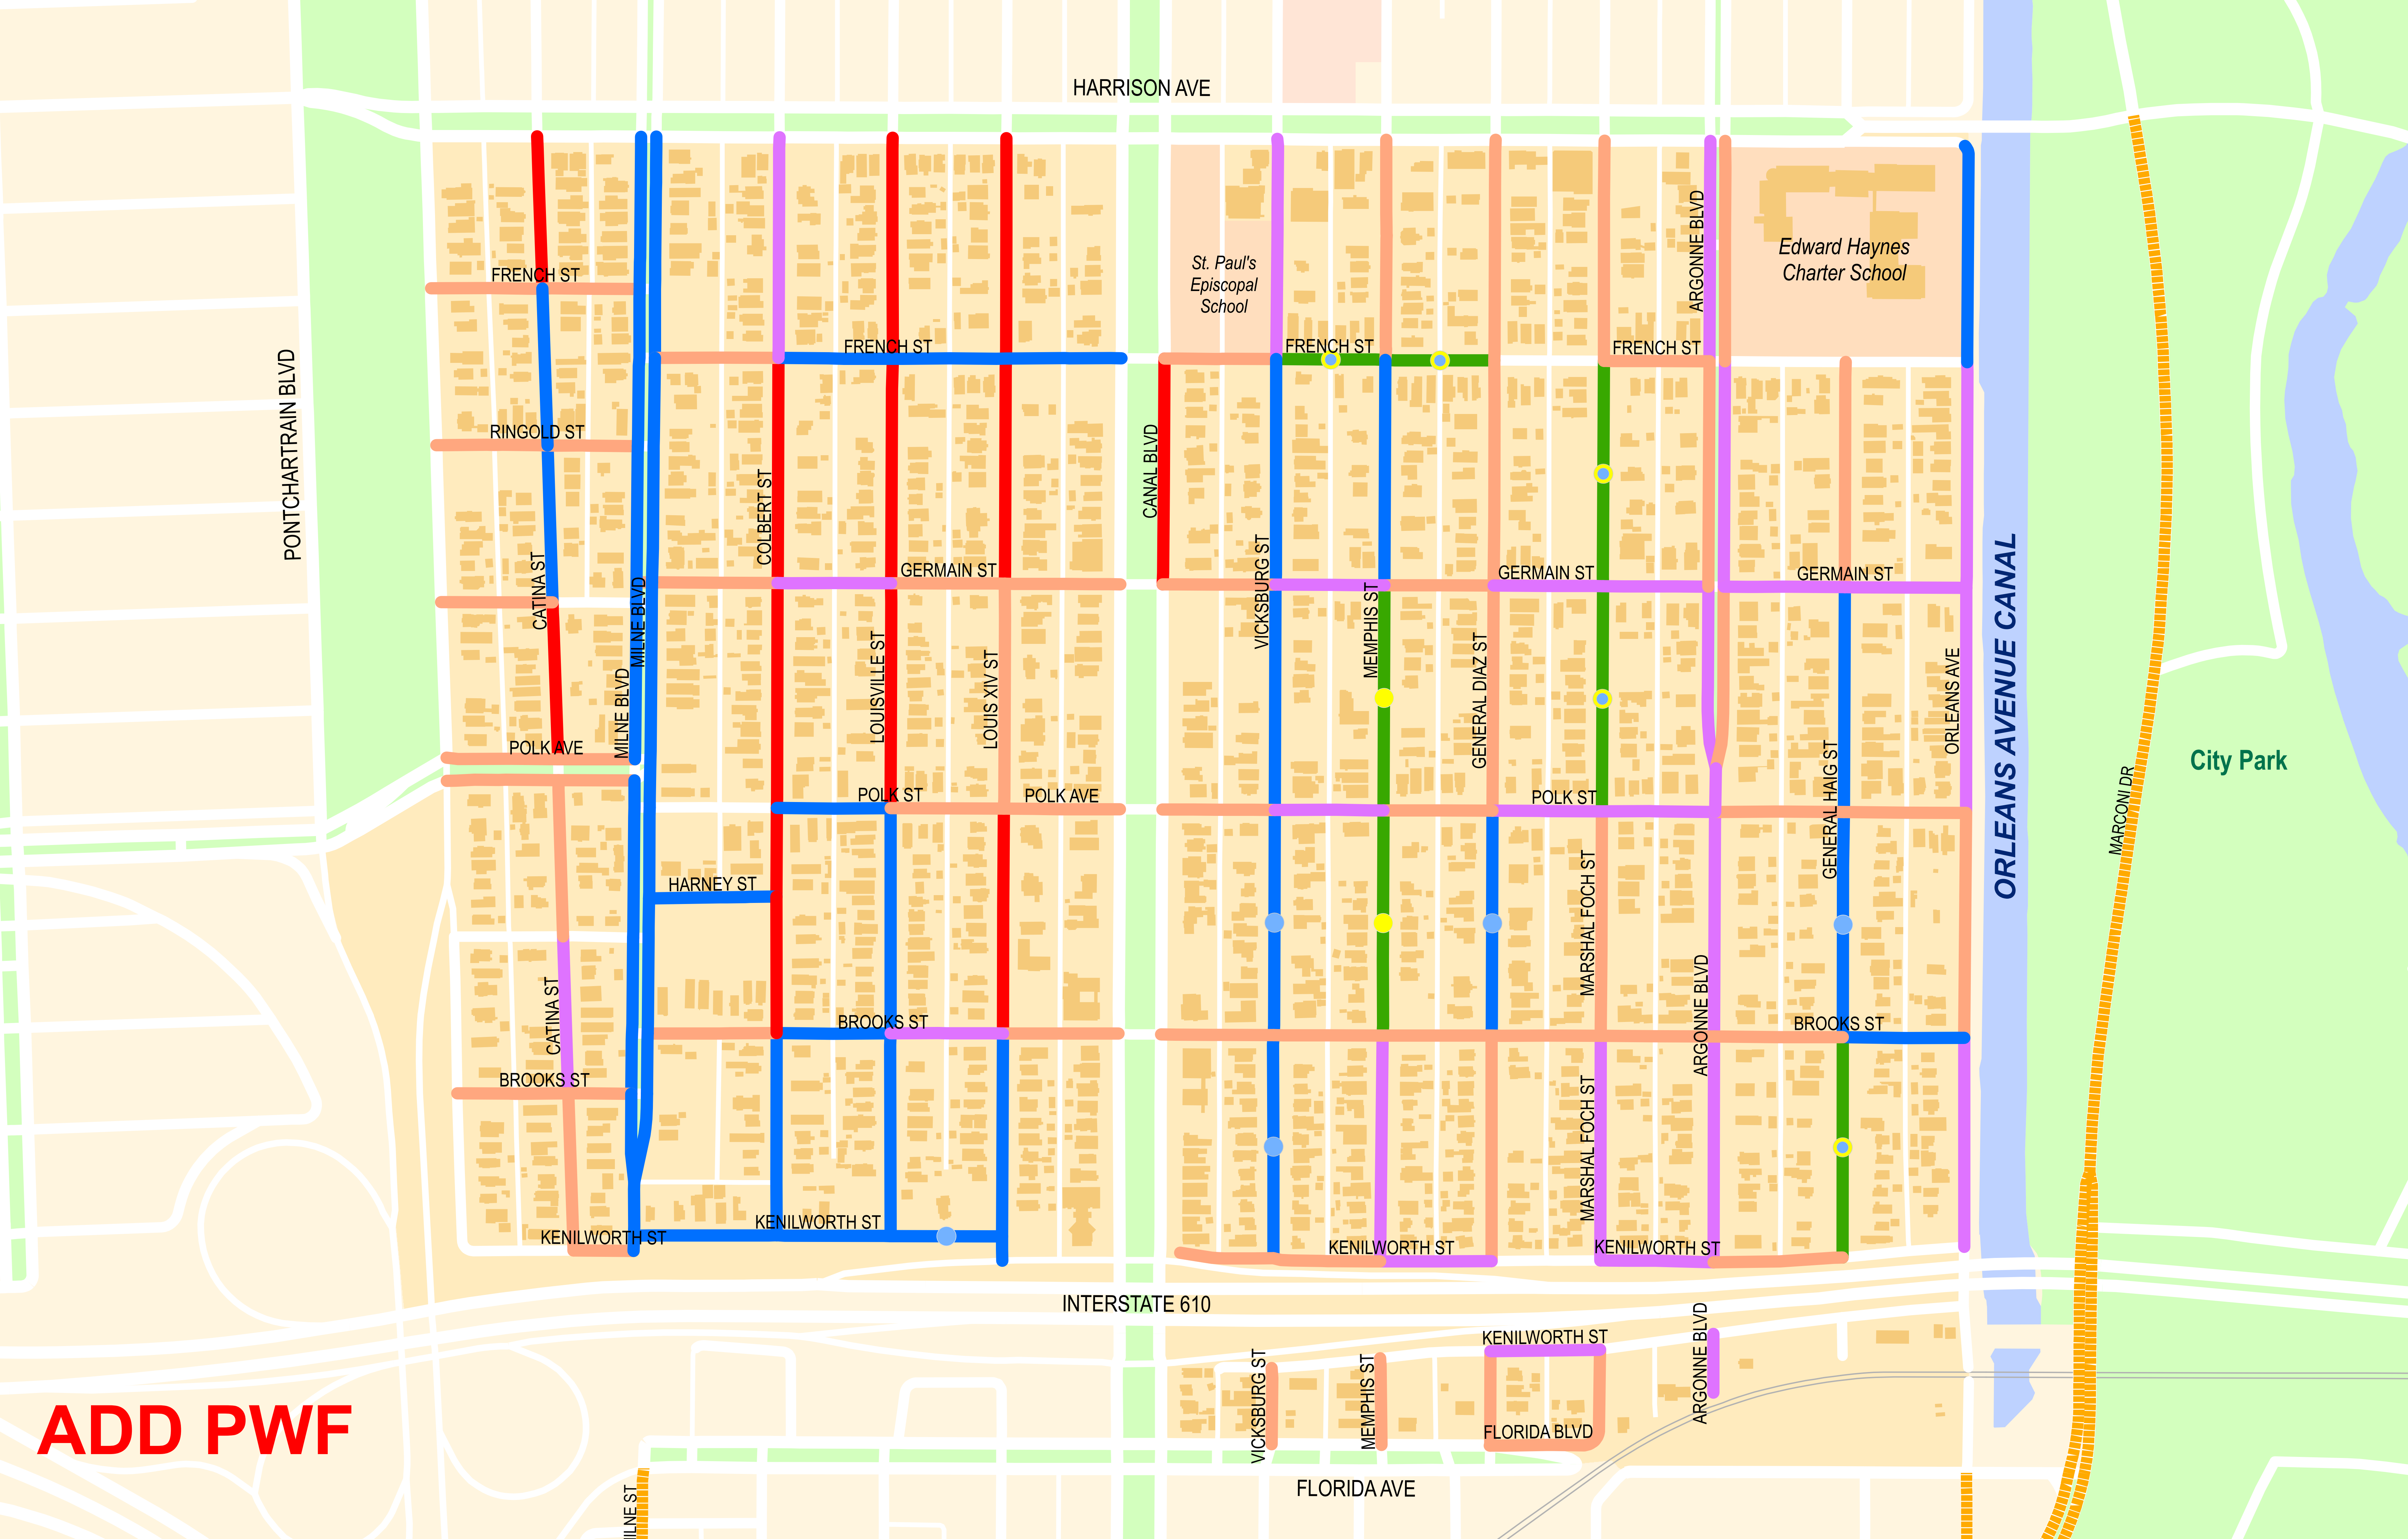 HARRISON AVE
ARGONNE BLVD
Edward Haynes
Charter School
St. Paul's
Episcopal
School
FRENCH ST
FRENCH ST
FRENCH ST
FRENCH ST
PONTCHARTRAIN BLVD
RINGOLD ST
CANAL BLVD
COLBERT ST
CATINA ST
MILNE BLVD
MILNE BLVD
GERMAIN ST
GERMAIN ST
GERMAIN ST
VICKSBURG ST
MEMPHIS ST
LOUISVILLE ST
LOUIS XIV ST
GENERAL DIAZ ST
ORLEANS AVE
ORLEANS AVENUE CANAL
GENERAL HAIG ST
MARCONI DR
City Park
POLK AVE
POLK ST
POLK AVE
POLK ST
HARNEY ST
MARSHAL FOCH ST
ARGONNE BLVD
CATINA ST
BROOKS ST
BROOKS ST
BROOKS ST
MARSHAL FOCH ST
KENILWORTH ST
KENILWORTH ST
KENILWORTH ST
KENILWORTH ST
INTERSTATE 610
ARGONNE BLVD
KENILWORTH ST
VICKSBURG ST
MEMPHIS ST
FLORIDA BLVD
ADD PWF
FLORIDA AVE
ILNE ST